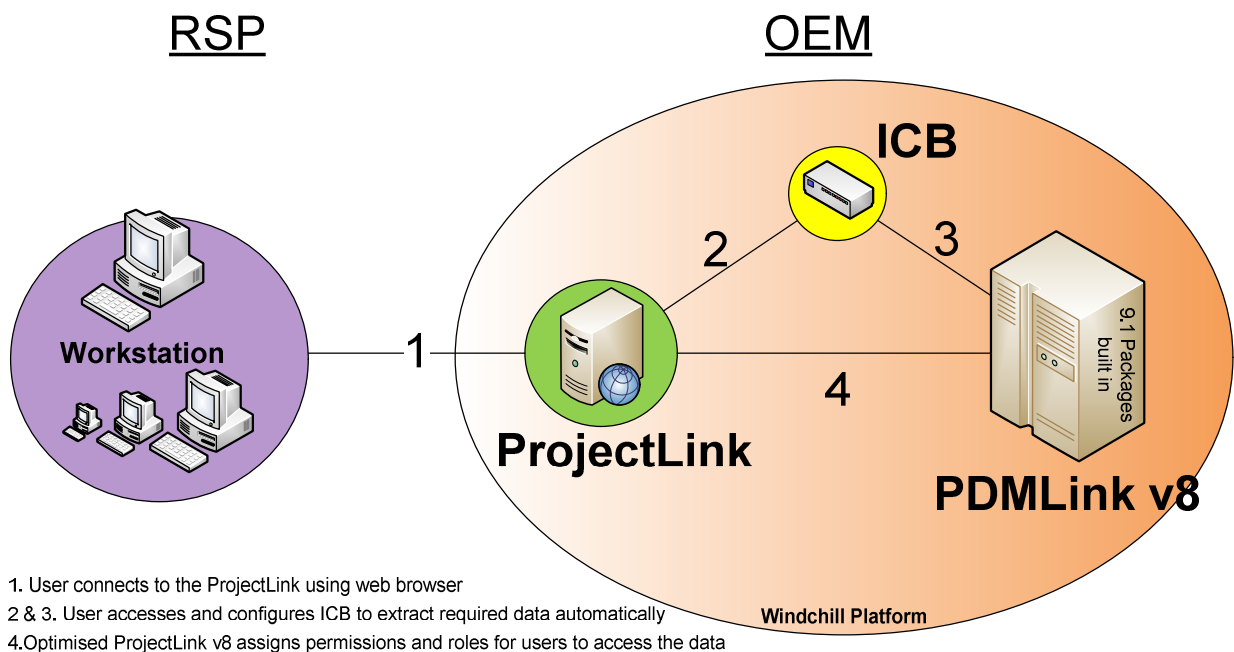 RSP
OEM
ICB
2
3
9.1 Packages
built in
Workstation
1
4
ProjectLink
PDMLink v8
1. User connects to the ProjectLink using web browser
2 & 3. User accesses and configures ICB to extract required data automatically
Windchill Platform
4.Optimised ProjectLink v8 assigns permissions and roles for users to access the data